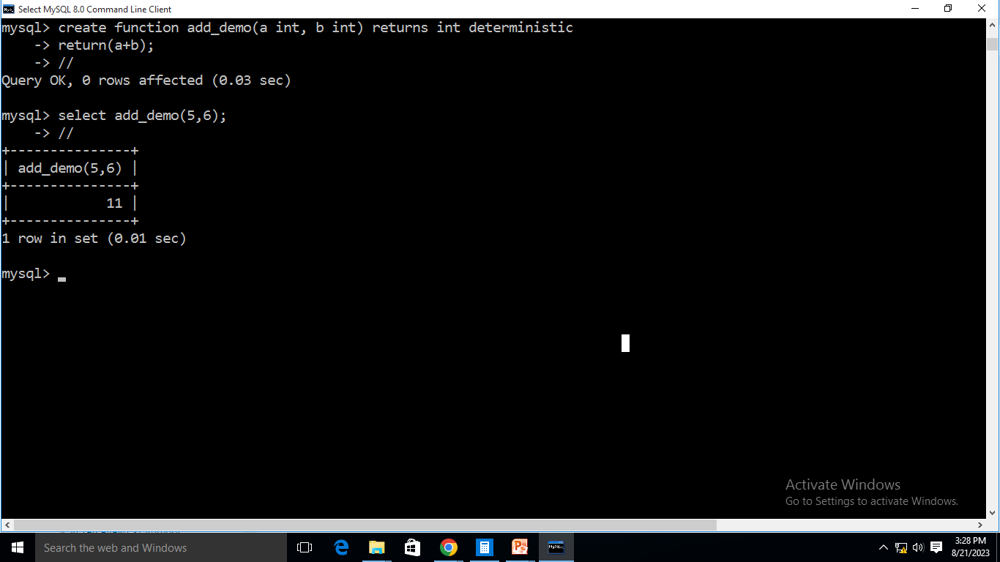 Select MySQL 8.0 Command Line Client
mysql> create function add_demo(a int, b int) returns int deterministic
    -> return(a+b);
    -> //
Query OK, 0 rows affected (0.03 sec)
mysql> select add_demo(5,6);
    -> //
+---------------+
| add_demo(5,6) |
+---------------+
|            11 |
+---------------+
1 row in set (0.01 sec)
mysql>
Activate Windows
Go to Settings to activate Windows.
Search the web and Windows
3:28 PM
8/21/2023